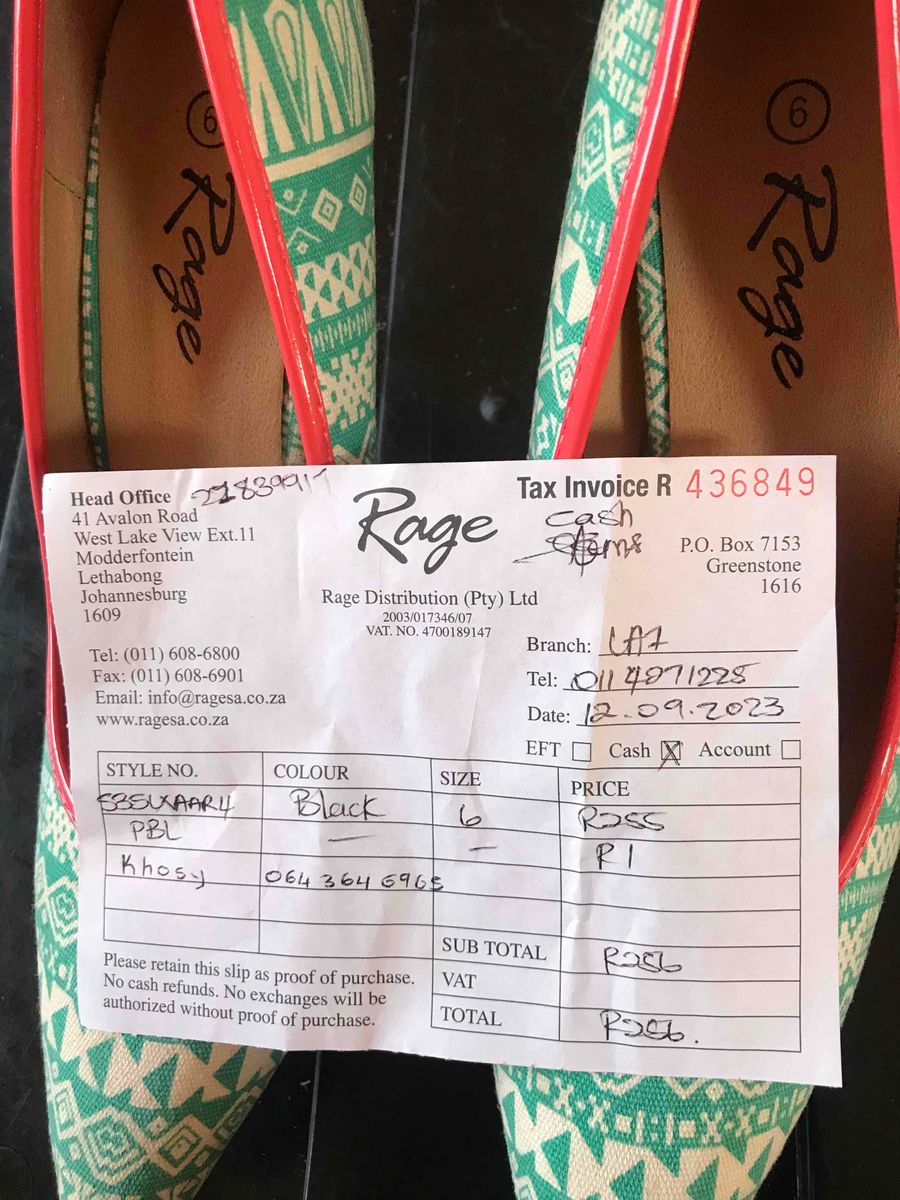 6
Rage
6
Rage
Head Office
41 Avalon Road
West Lake View Ext.11
Modderfontein
Lethabong
Johannesburg
1609
Tel: (011) 608-6800
Fax: (011) 608-6901
Email: info@ragesa.co.za
www.ragesa.co.za
Rage
Rage Distribution (Pty) Ltd
2003/017346/07
VAT. NO. 4700189147
Tax Invoice R 436849
Cash
P.O. Box 7153
Greenstone
1616
Branch:
Tel: 011 4071225
Date: 12.09.2023
EFT Cash X Account
STYLE NO. COLOUR SIZE PRICE
Black 6 R255
PBL — — R1
Khosy 064 364 6965
SUB TOTAL R256
VAT
TOTAL R256.
Please retain this slip as proof of purchase.
No cash refunds. No exchanges will be
authorized without proof of purchase.